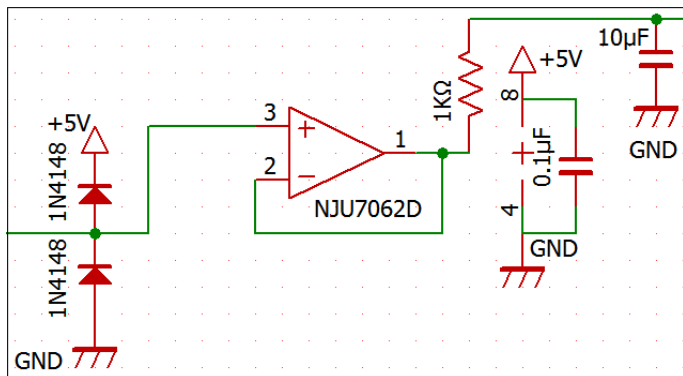 10µF
+5V
1KΩ
8
+5V
1N4148
3
1
0.1µF
GND
2
NJU7062D
4
1N4148
GND
GND